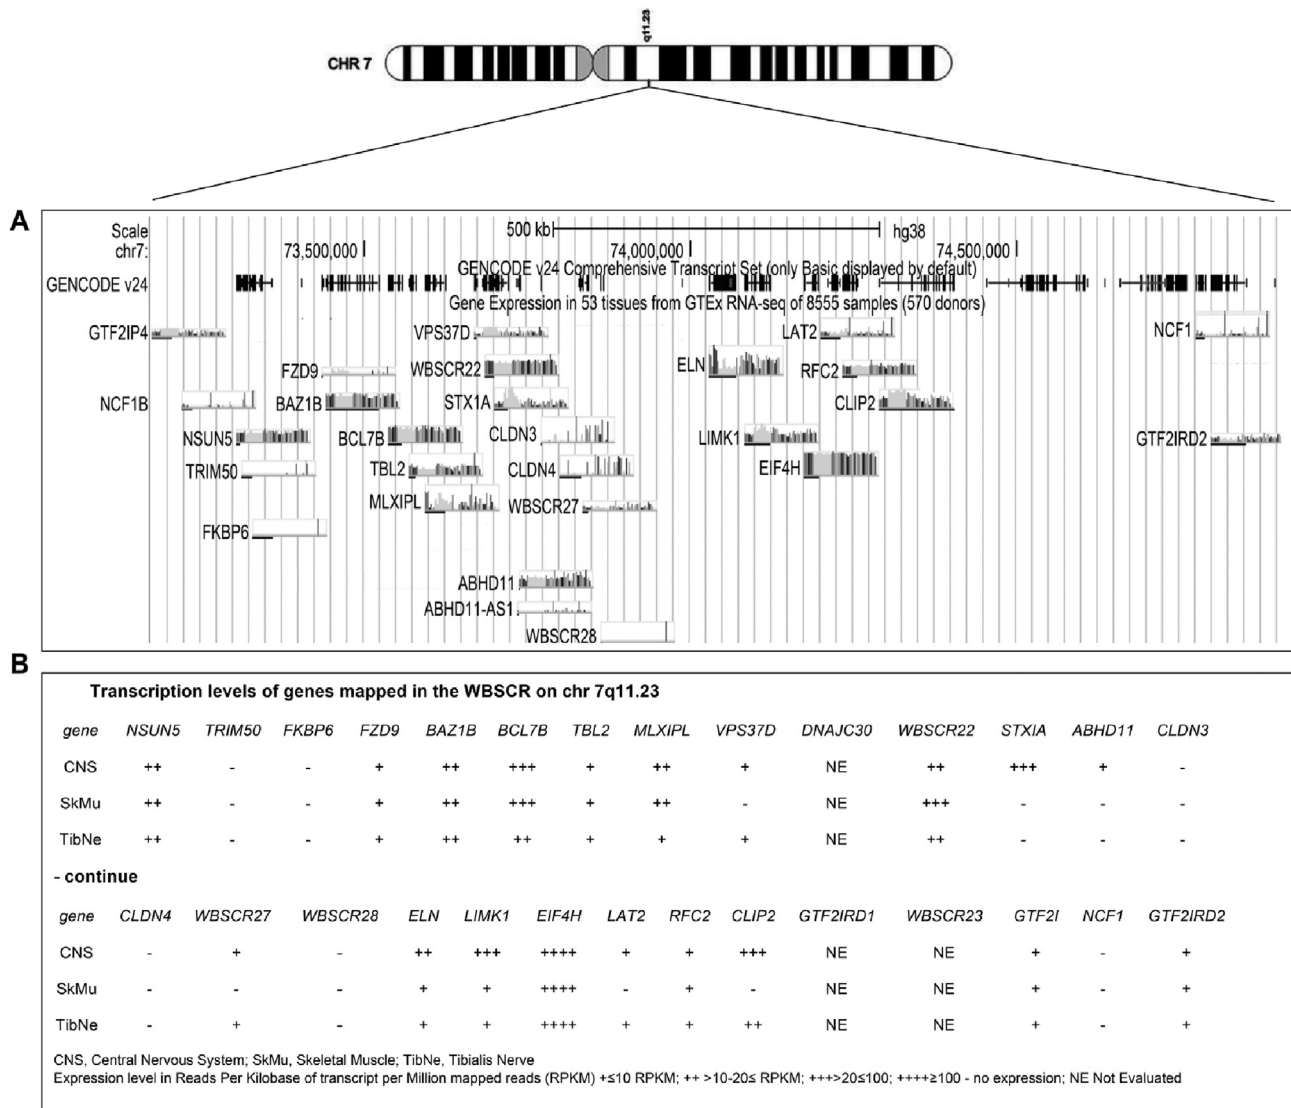 q11.23
CHR 7
A
Scale 500 kb hg38
chr7: 73,500,000 74,000,000 74,500,000
GENCODE v24 Comprehensive Transcript Set (only Basic displayed by default)
GENCODE v24
Gene Expression in 53 tissues from GTEx RNA-seq of 8555 samples (570 donors)
GTF2IP4 VPS37D LAT2 NCF1
FZD9 WBSCR22 ELN RFC2
NCF1B BAZ1B STX1A CLIP2
NSUN5 BCL7B CLDN3 LIMK1 GTF2IRD2
TRIM50 TBL2 CLDN4 EIF4H
MLXIPL WBSCR27
FKBP6
ABHD11
ABHD11-AS1
WBSCR28
B
Transcription levels of genes mapped in the WBSCR on chr 7q11.23
gene NSUN5 TRIM50 FKBP6 FZD9 BAZ1B BCL7B TBL2 MLXIPL VPS37D DNAJC30 WBSCR22 STXIA ABHD11 CLDN3
CNS ++ - - + ++ +++ + ++ + NE ++ +++ + -
SkMu ++ - - + ++ +++ + ++ - NE +++ - - -
TibNe ++ - - + ++ ++ + + + NE ++ - - -
- continue
gene CLDN4 WBSCR27 WBSCR28 ELN LIMK1 EIF4H LAT2 RFC2 CLIP2 GTF2IRD1 WBSCR23 GTF2I NCF1 GTF2IRD2
CNS - + - ++ +++ ++++ + + +++ NE NE + - +
SkMu - - - + + ++++ - + - NE NE + - +
TibNe - + - + + ++++ + + ++ NE NE + - +
CNS, Central Nervous System; SkMu, Skeletal Muscle; TibNe, Tibialis Nerve
Expression level in Reads Per Kilobase of transcript per Million mapped reads (RPKM) +≤10 RPKM; ++ >10-20≤ RPKM; +++>20≤100; ++++≥100 - no expression; NE Not Evaluated